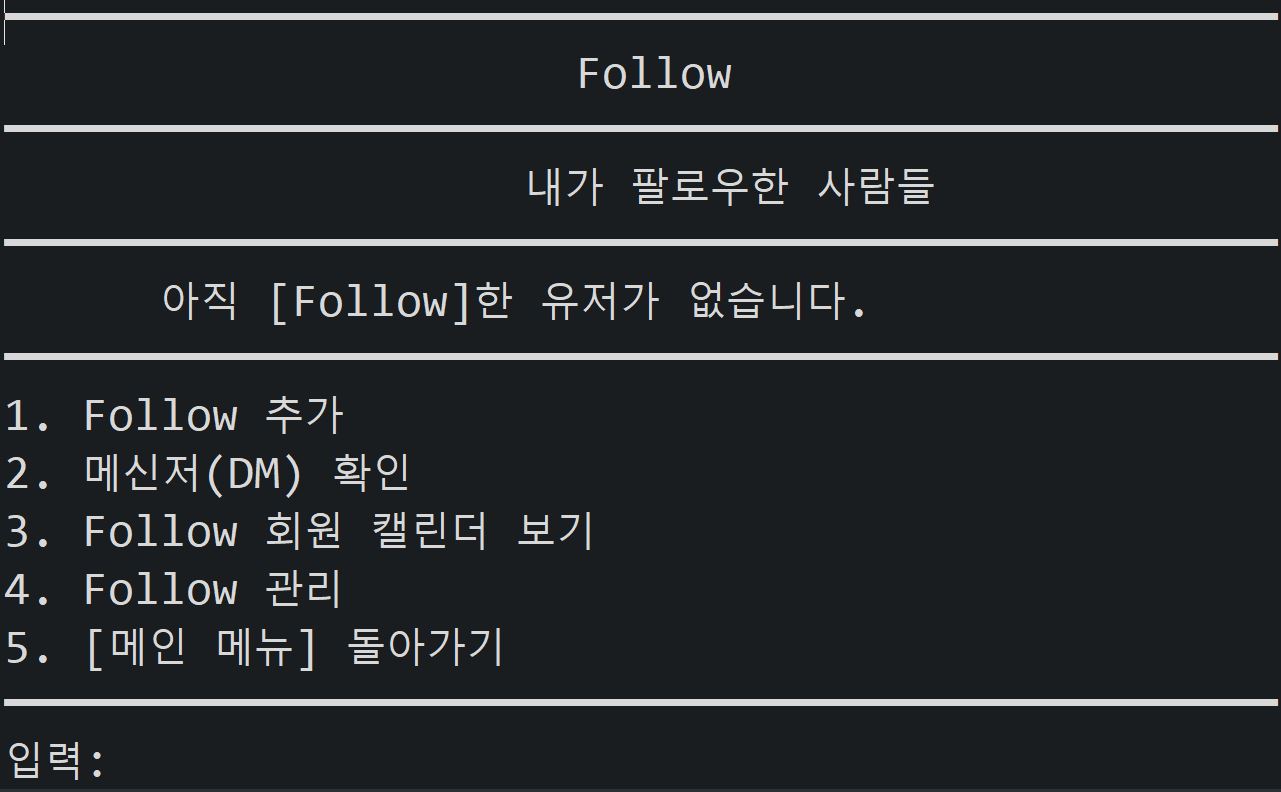 Follow
내가 팔로우한 사람들
아직 [Follow]한 유저가 없습니다.
1. Follow 추가
2. 메신저(DM) 확인
3. Follow 회원 캘린더 보기
4. Follow 관리
5. [메인 메뉴] 돌아가기
입력: